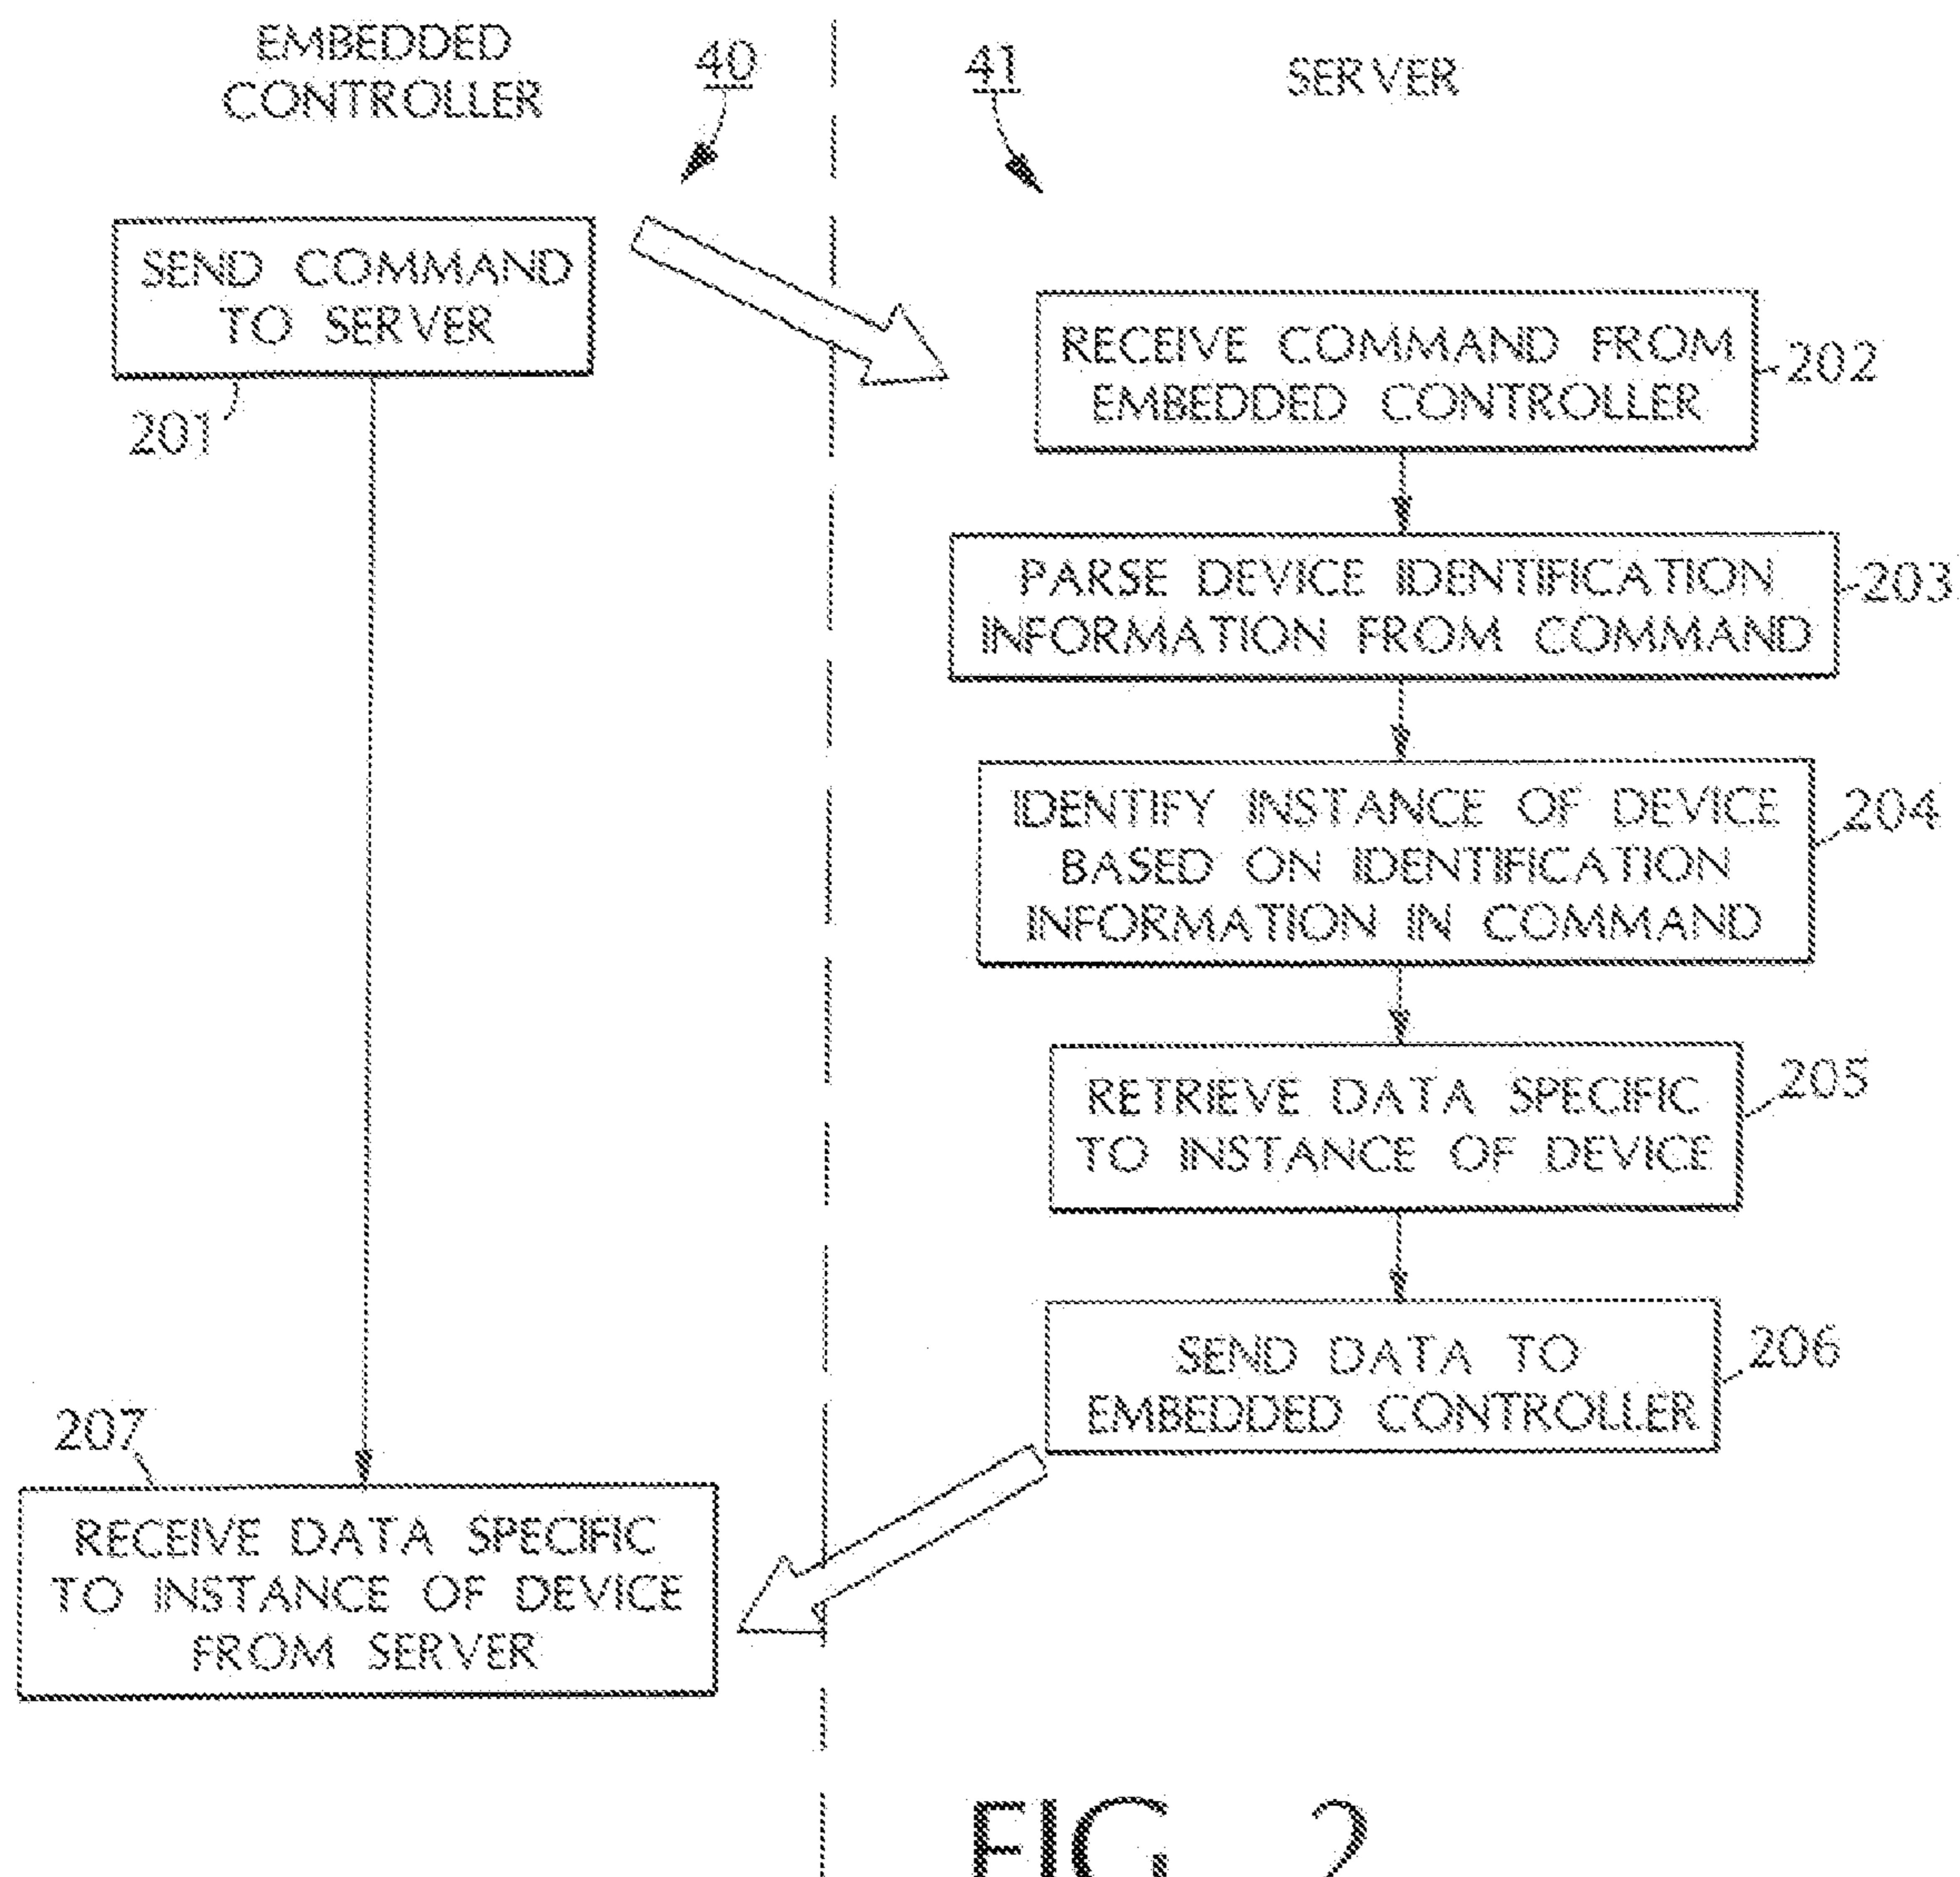 EMBEDDED
CONTROLLER
40
41
SERVER
SEND COMMAND
TO SERVER
201
RECEIVE COMMAND FROM
EMBEDDED CONTROLLER
202
PARSE DEVICE IDENTIFICATION
INFORMATION FROM COMMAND
203
IDENTIFY INSTANCE OF DEVICE
BASED ON IDENTIFICATION
INFORMATION IN COMMAND
204
RETRIEVE DATA SPECIFIC
TO INSTANCE OF DEVICE
205
SEND DATA TO
EMBEDDED CONTROLLER
206
207
RECEIVE DATA SPECIFIC
TO INSTANCE OF DEVICE
FROM SERVER
FIG. 2